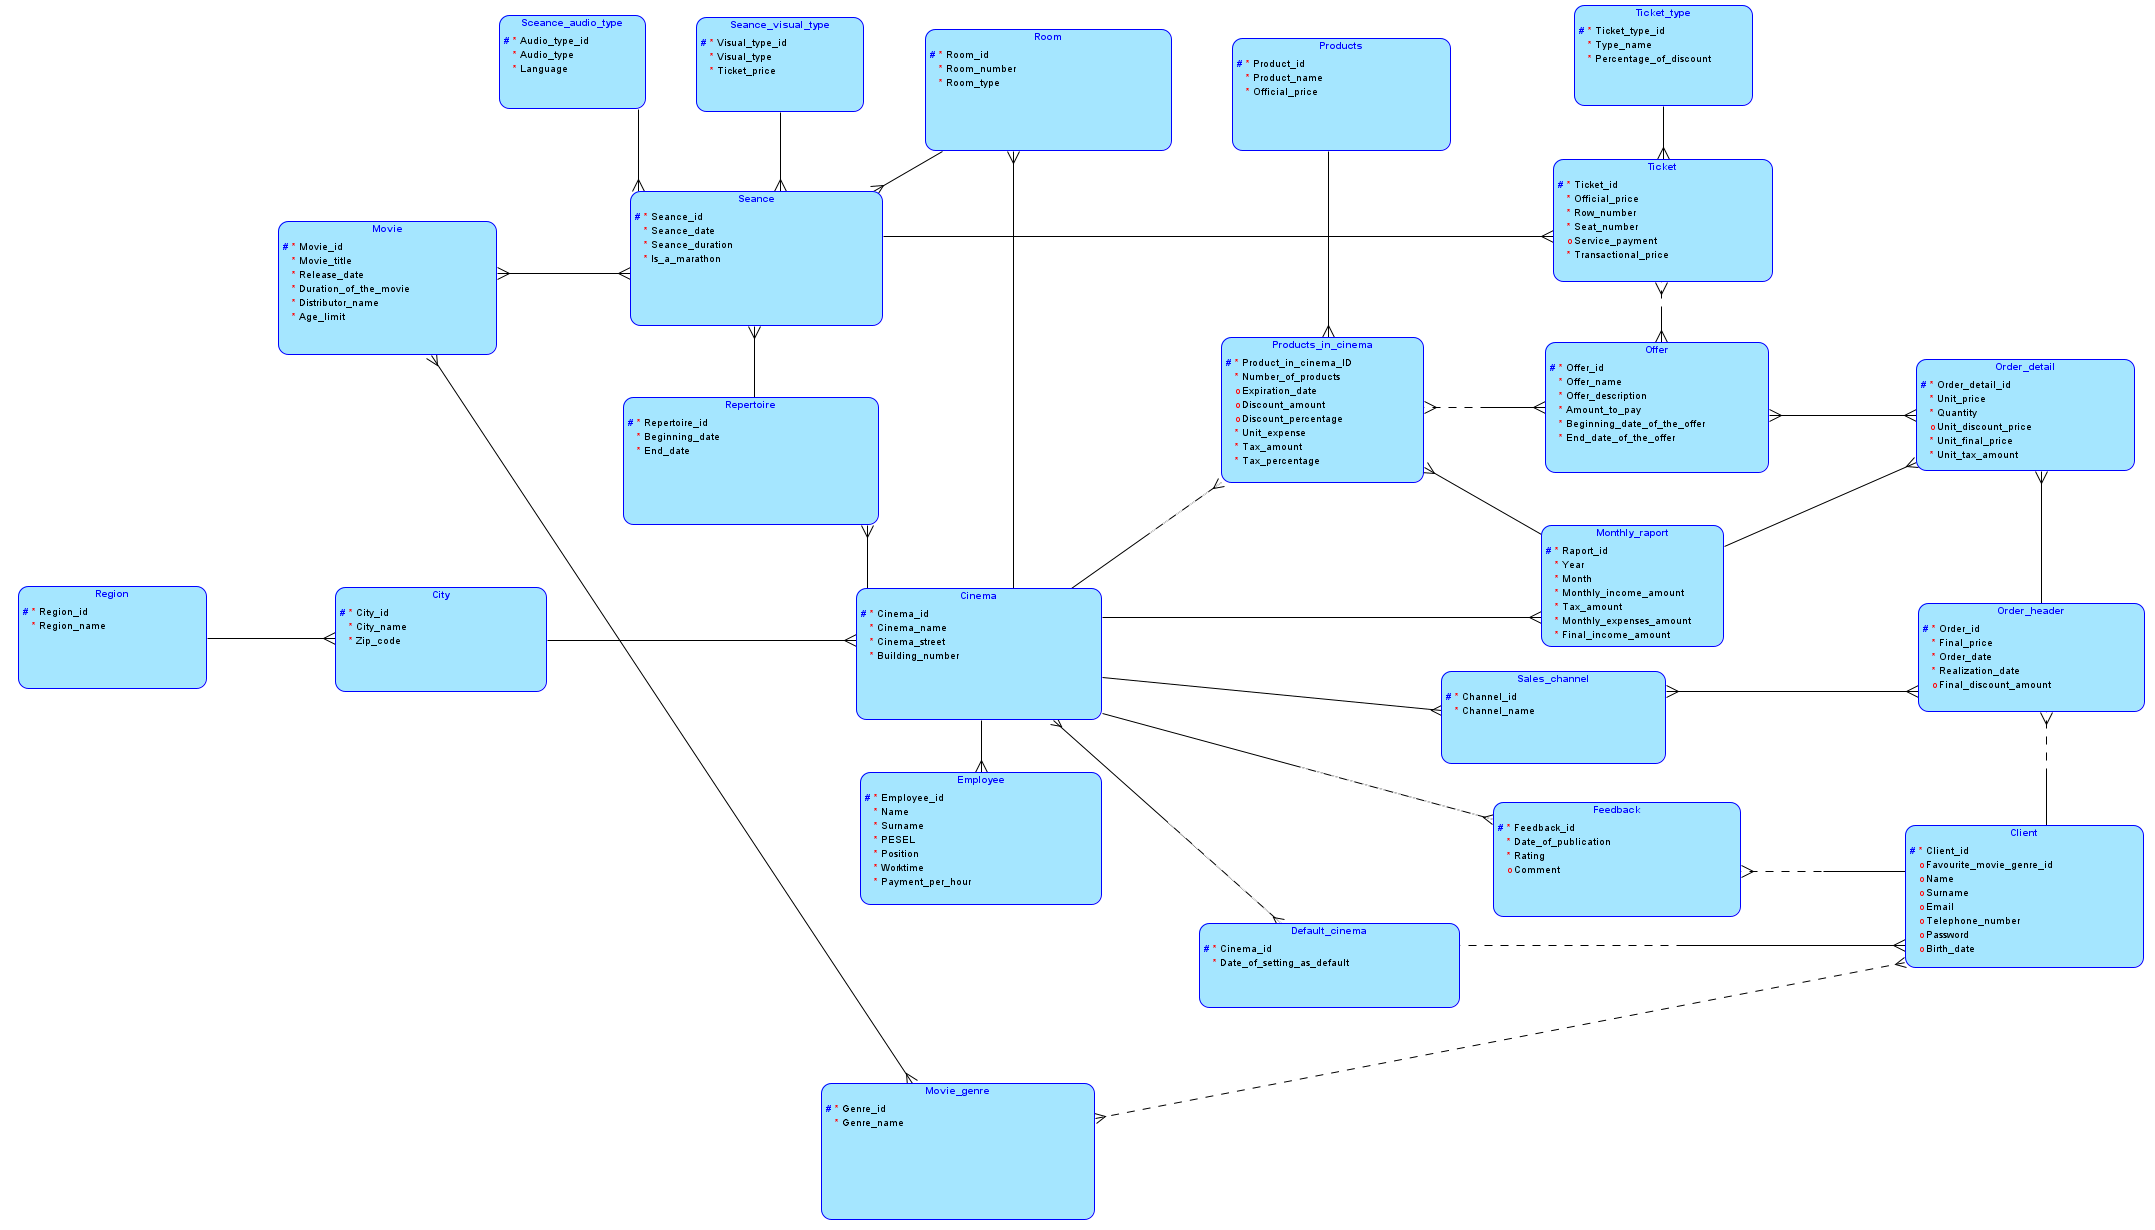 Sceance_audio_type
# * Audio_type_id
* Audio_type
* Language
Seance_visual_type
# * Visual_type_id
* Visual_type
* Ticket_price
Room
# * Room_id
* Room_number
* Room_type
Products
# * Product_id
* Product_name
* Official_price
Ticket_type
# * Ticket_type_id
* Type_name
* Percentage_of_discount
Ticket
# * Ticket_id
* Official_price
* Row_number
* Seat_number
o Service_payment
* Transactional_price
Seance
# * Seance_id
* Seance_date
* Seance_duration
* Is_a_marathon
Movie
# * Movie_id
* Movie_title
* Release_date
* Duration_of_the_movie
* Distributor_name
* Age_limit
Products_in_cinema
# * Product_in_cinema_ID
* Number_of_products
o Expiration_date
o Discount_amount
o Discount_percentage
* Unit_expense
* Tax_amount
* Tax_percentage
Offer
# * Offer_id
* Offer_name
* Offer_description
* Amount_to_pay
* Beginning_date_of_the_offer
* End_date_of_the_offer
Order_detail
# * Order_detail_id
* Unit_price
* Quantity
o Unit_discount_price
* Unit_final_price
* Unit_tax_amount
Repertoire
# * Repertoire_id
* Beginning_date
* End_date
Monthly_raport
# * Raport_id
* Year
* Month
* Monthly_income_amount
* Tax_amount
* Monthly_expenses_amount
* Final_income_amount
Region
# * Region_id
* Region_name
City
# * City_id
* City_name
* Zip_code
Cinema
# * Cinema_id
* Cinema_name
* Cinema_street
* Building_number
Order_header
# * Order_id
* Final_price
* Order_date
* Realization_date
o Final_discount_amount
Sales_channel
# * Channel_id
* Channel_name
Employee
# * Employee_id
* Name
* Surname
* PESEL
* Position
* Worktime
* Payment_per_hour
Feedback
# * Feedback_id
* Date_of_publication
* Rating
o Comment
Client
# * Client_id
o Favourite_movie_genre_id
o Name
o Surname
o Email
o Telephone_number
o Password
o Birth_date
Default_cinema
# * Cinema_id
* Date_of_setting_as_default
Movie_genre
# * Genre_id
* Genre_name